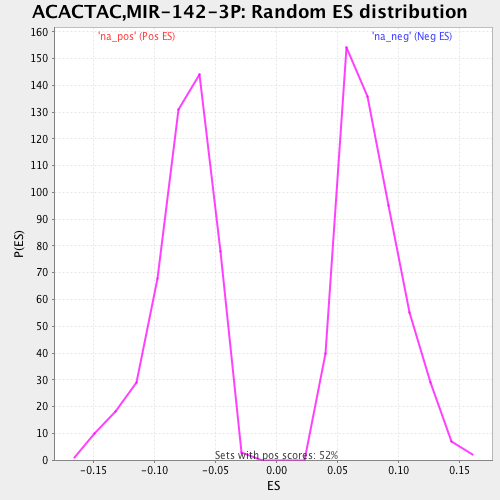 ACACTAC,MIR-142-3P: Random ES distribution
'na_pos' (Pos ES)
'na_neg' (Neg ES)
160
150
140
130
120
110
100
90
80
70
60
50
40
30
20
10
0
P(ES)
Sets with pos scores: 52%
-0.15 -0.10 -0.05 0.00 0.05 0.10 0.15
ES